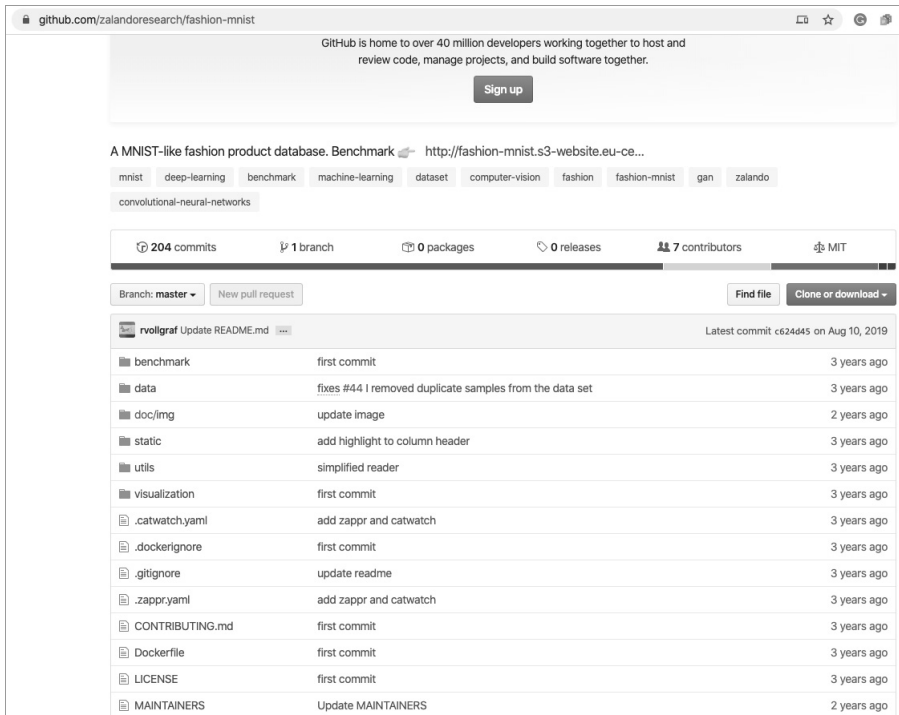 github.com/zalandoresearch/fashion-mnist
GitHub is home to over 40 million developers working together to host and
review code, manage projects, and build software together.
Sign up
A MNIST-like fashion product database. Benchmark http://fashion-mnist.s3-website.eu-ce...
mnist deep-learning benchmark machine-learning dataset computer-vision fashion fashion-mnist gan zalando
convolutional-neural-networks
204 commits 1 branch 0 packages 0 releases 7 contributors MIT
Branch: master New pull request Find file Clone or download
rvollgraf Update README.md ... Latest commit c624d45 on Aug 10, 2019
benchmark first commit 3 years ago
data fixes #44 I removed duplicate samples from the data set 3 years ago
doc/img update image 2 years ago
static add highlight to column header 3 years ago
utils simplified reader 3 years ago
visualization first commit 3 years ago
.catwatch.yaml add zappr and catwatch 3 years ago
.dockerignore first commit 3 years ago
.gitignore update readme 3 years ago
.zappr.yaml add zappr and catwatch 3 years ago
CONTRIBUTING.md first commit 3 years ago
Dockerfile first commit 3 years ago
LICENSE first commit 3 years ago
MAINTAINERS Update MAINTAINERS 2 years ago